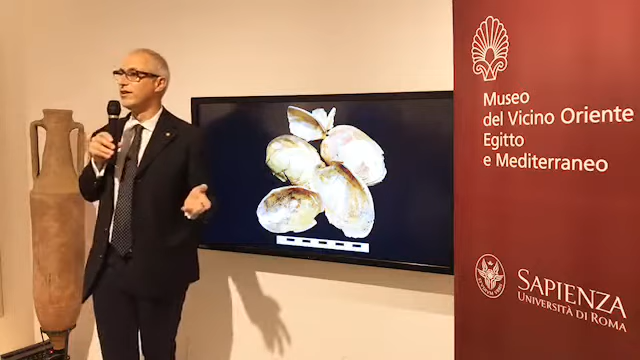 Museo
del Vicino Oriente
Egitto
e Mediterraneo
SAPIENZA
UNIVERSITÀ DI ROMA